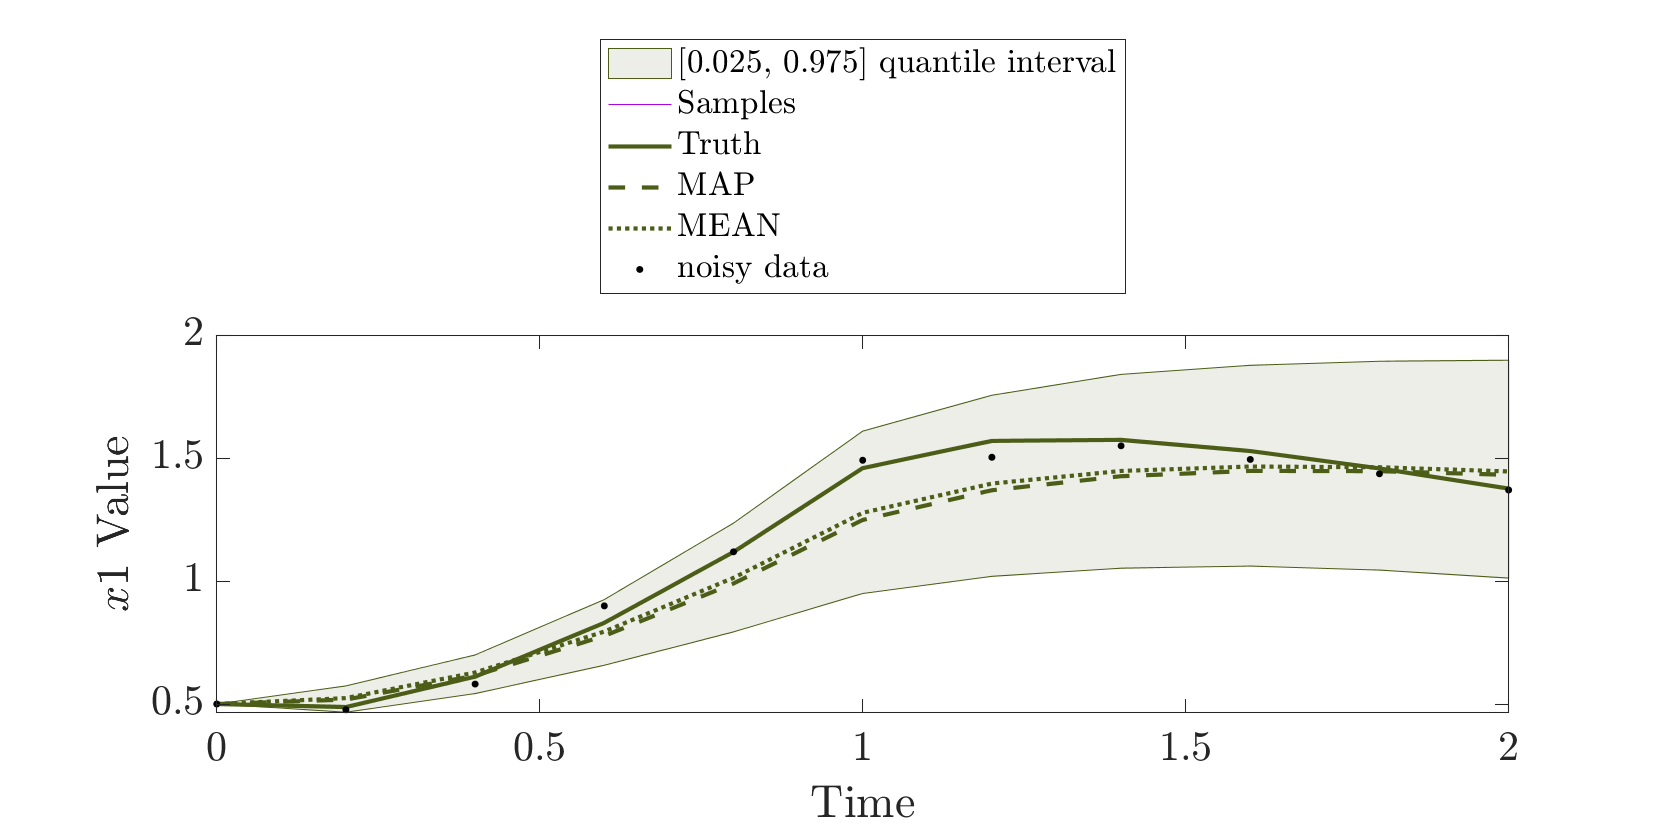 [0.025, 0.975] quantile interval
Samples
Truth
MAP
MEAN
noisy data
2
1.5
1
0.5
x1 Value
0 0.5 1 1.5 2
Time